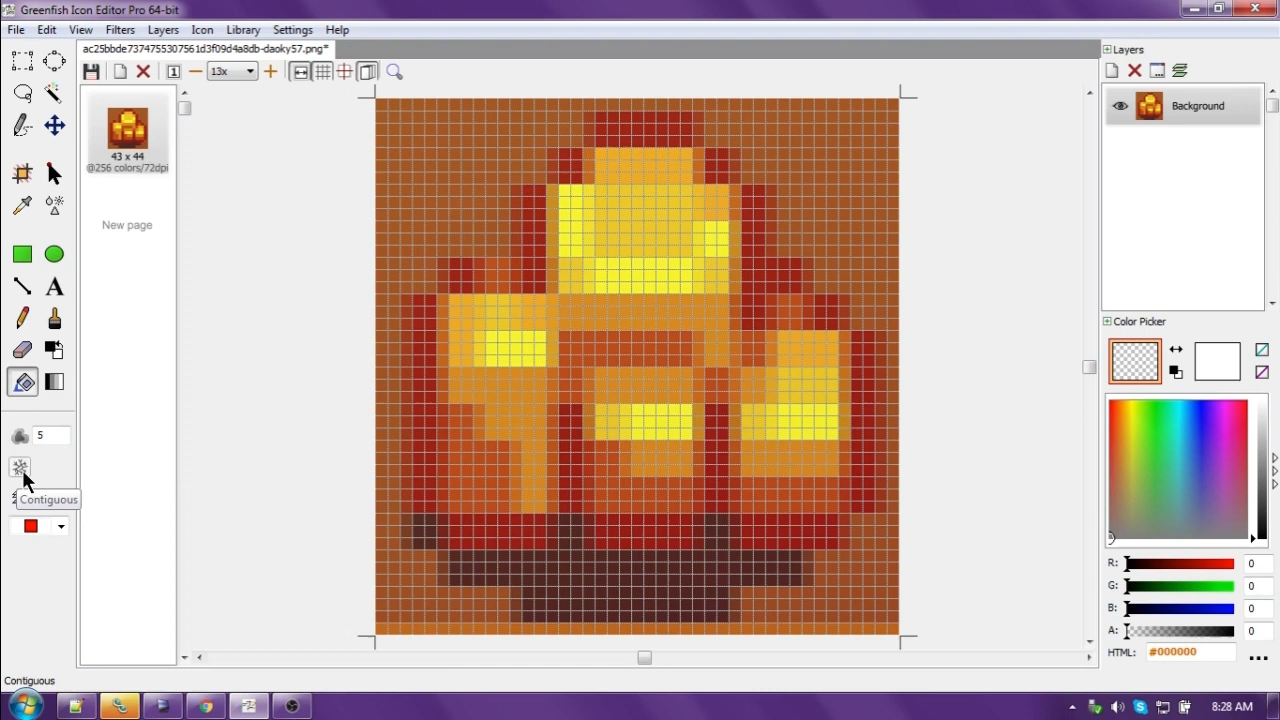 Greenfish Icon Editor Pro 64-bit
File Edit View Filters Layers Icon Library Settings Help
ac25bbde7374755307561d3f09d4a8db-daoky57.png*
1 13x
43 x 44
@256 colors/72dpi
New page
A
5
Contiguous
Layers
Background
Color Picker
R: 0
G: 0
B: 0
A: 0
HTML: #000000
...
Contiguous
8:28 AM